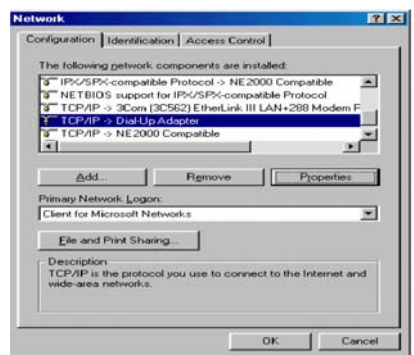 Network
Configuration Identification Access Control
The following network components are installed:
IPX/SPX-compatible Protocol -> NE2000 Compatible
NETBIOS support for IPX/SPX-compatible Protocol
TCP/IP -> 3Com (3C562) EtherLink III LAN+288 Modem F
TCP/IP -> Dial-Up Adapter
TCP/IP -> NE2000 Compatible
Add... Remove Properties
Primary Network Logon:
Client for Microsoft Networks
File and Print Sharing...
Description
TCP/IP is the protocol you use to connect to the Internet and
wide-area networks.
OK Cancel